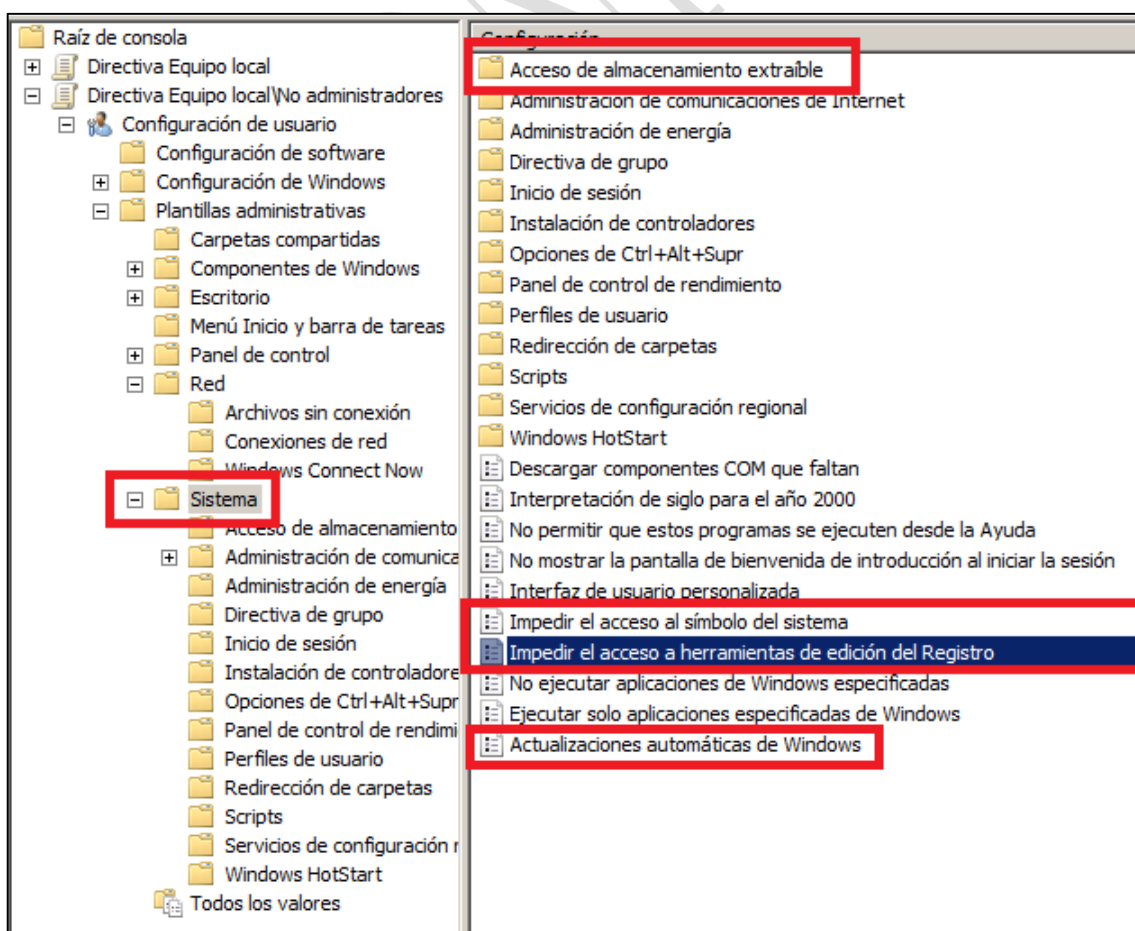 Raíz de consola
Directiva Equipo local
Directiva Equipo local\No administradores
Configuración de usuario
Configuración de software
Configuración de Windows
Plantillas administrativas
Carpetas compartidas
Componentes de Windows
Escritorio
Menú Inicio y barra de tareas
Panel de control
Red
Archivos sin conexión
Conexiones de red
Windows Connect Now
Sistema
Acceso de almacenamiento
Administración de comunica
Administración de energía
Directiva de grupo
Inicio de sesión
Instalación de controladore
Opciones de Ctrl+Alt+Supr
Panel de control de rendimi
Perfiles de usuario
Redirección de carpetas
Scripts
Servicios de configuración r
Windows HotStart
Todos los valores
Configuración
Acceso de almacenamiento extraíble
Administración de comunicaciones de Internet
Administración de energía
Directiva de grupo
Inicio de sesión
Instalación de controladores
Opciones de Ctrl+Alt+Supr
Panel de control de rendimiento
Perfiles de usuario
Redirección de carpetas
Scripts
Servicios de configuración regional
Windows HotStart
Descargar componentes COM que faltan
Interpretación de siglo para el año 2000
No permitir que estos programas se ejecuten desde la Ayuda
No mostrar la pantalla de bienvenida de introducción al iniciar la sesión
Interfaz de usuario personalizada
Impedir el acceso al símbolo del sistema
Impedir el acceso a herramientas de edición del Registro
No ejecutar aplicaciones de Windows especificadas
Ejecutar solo aplicaciones especificadas de Windows
Actualizaciones automáticas de Windows